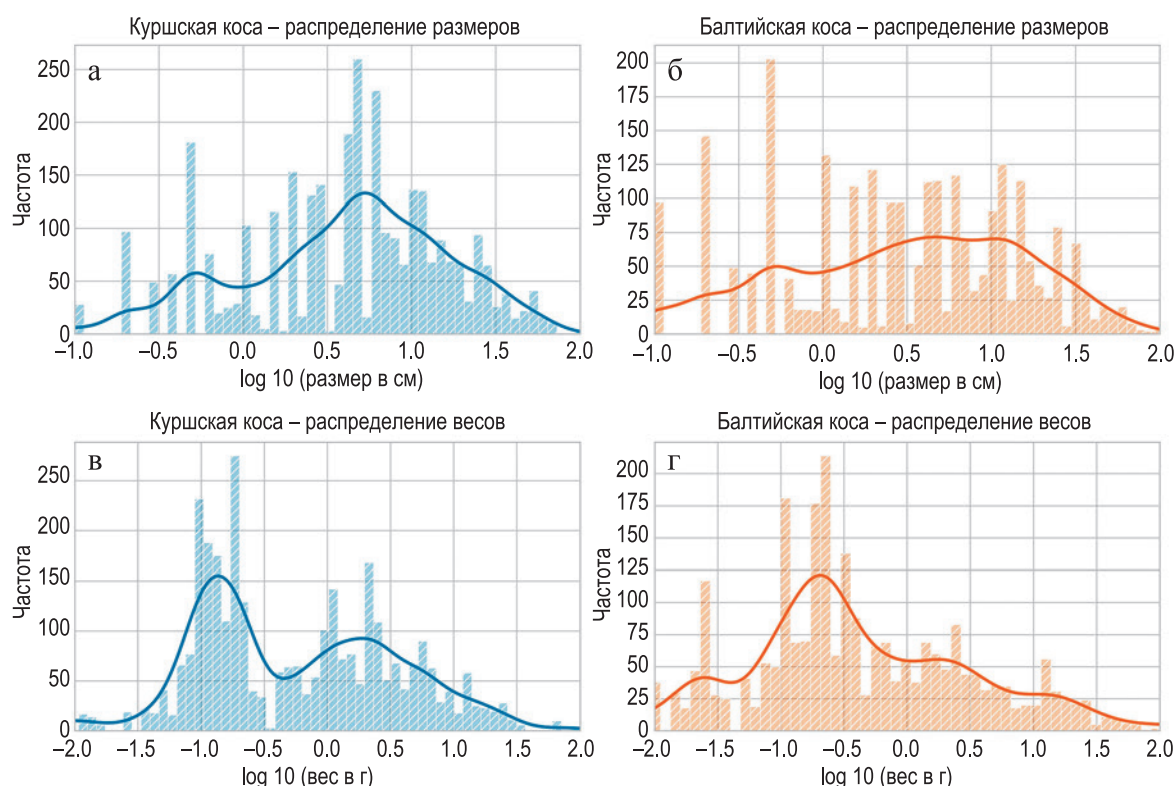 Куршская коса – распределение размеров
а
Частота
250
200
150
100
50
0
–1.0 –0.5 0.0 0.5 1.0 1.5 2.0
log 10 (размер в см)
Балтийская коса – распределение размеров
б
Частота
200
175
150
125
100
75
50
25
0
–1.0 –0.5 0.0 0.5 1.0 1.5 2.0
log 10 (размер в см)
Куршская коса – распределение весов
в
Частота
250
200
150
100
50
0
–2.0 –1.5 –1.0 –0.5 0.0 0.5 1.0 1.5 2.0
log 10 (вес в г)
Балтийская коса – распределение весов
г
Частота
200
175
150
125
100
75
50
25
0
–2.0 –1.5 –1.0 –0.5 0.0 0.5 1.0 1.5 2.0
log 10 (вес в г)